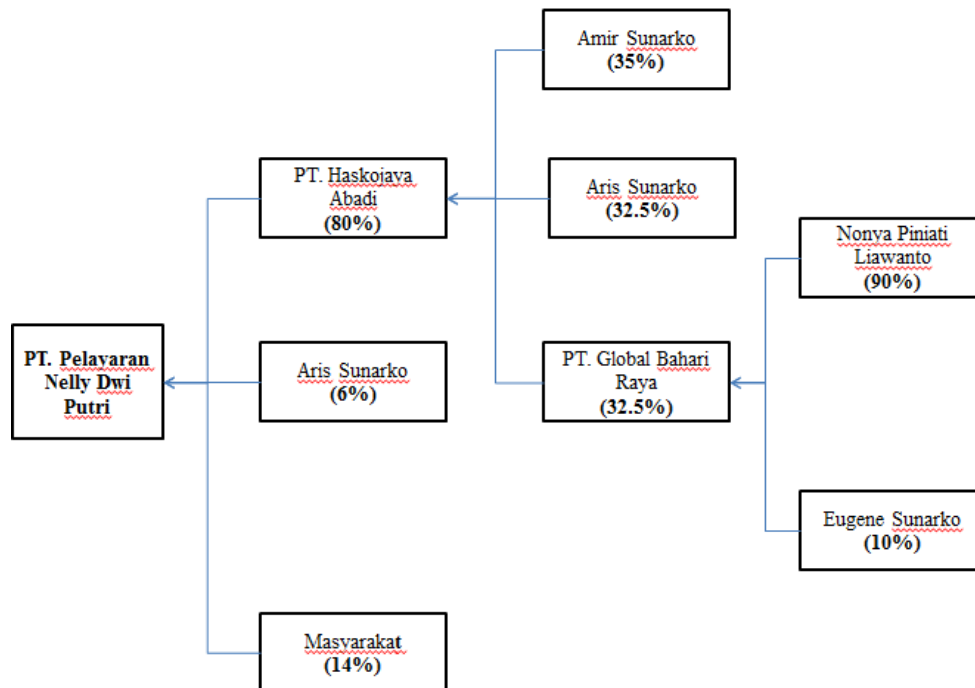 Amir Sunarko
(35%)
PT. Haskojaya
Abadi
(80%)
Aris Sunarko
(32.5%)
Nonya Piniati
Liawanto
(90%)
PT. Pelayaran
Nelly Dwi
Putri
Aris Sunarko
(6%)
PT. Global Bahari
Raya
(32.5%)
Eugene Sunarko
(10%)
Masyarakat
(14%)